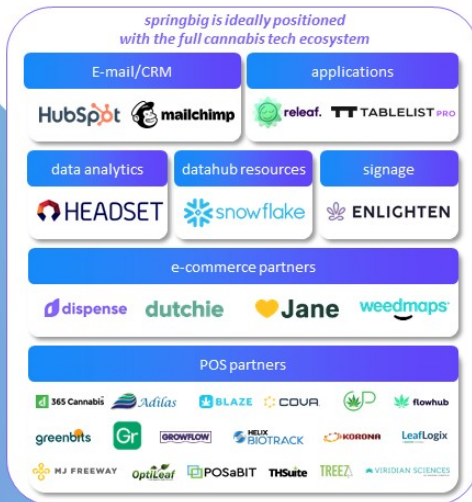 springbig is ideally positioned
with the full cannabis tech ecosystem
E-mail/CRM
applications
HubSpot mailchimp
releaf. TABLELIST PRO
data analytics
datahub resources
signage
HEADSET
snowflake
ENLIGHTEN
e-commerce partners
dispense dutchie Jane weedmaps
POS partners
365 Cannabis Adilas BLAZE COVA flowhub
greenbits Gr GROWFLOW HELIX BIOTRACK KORONA LeafLogix
MJ FREEWAY OptiLeaf POSaBIT THSuite TREEZ VIRIDIAN SCIENCES